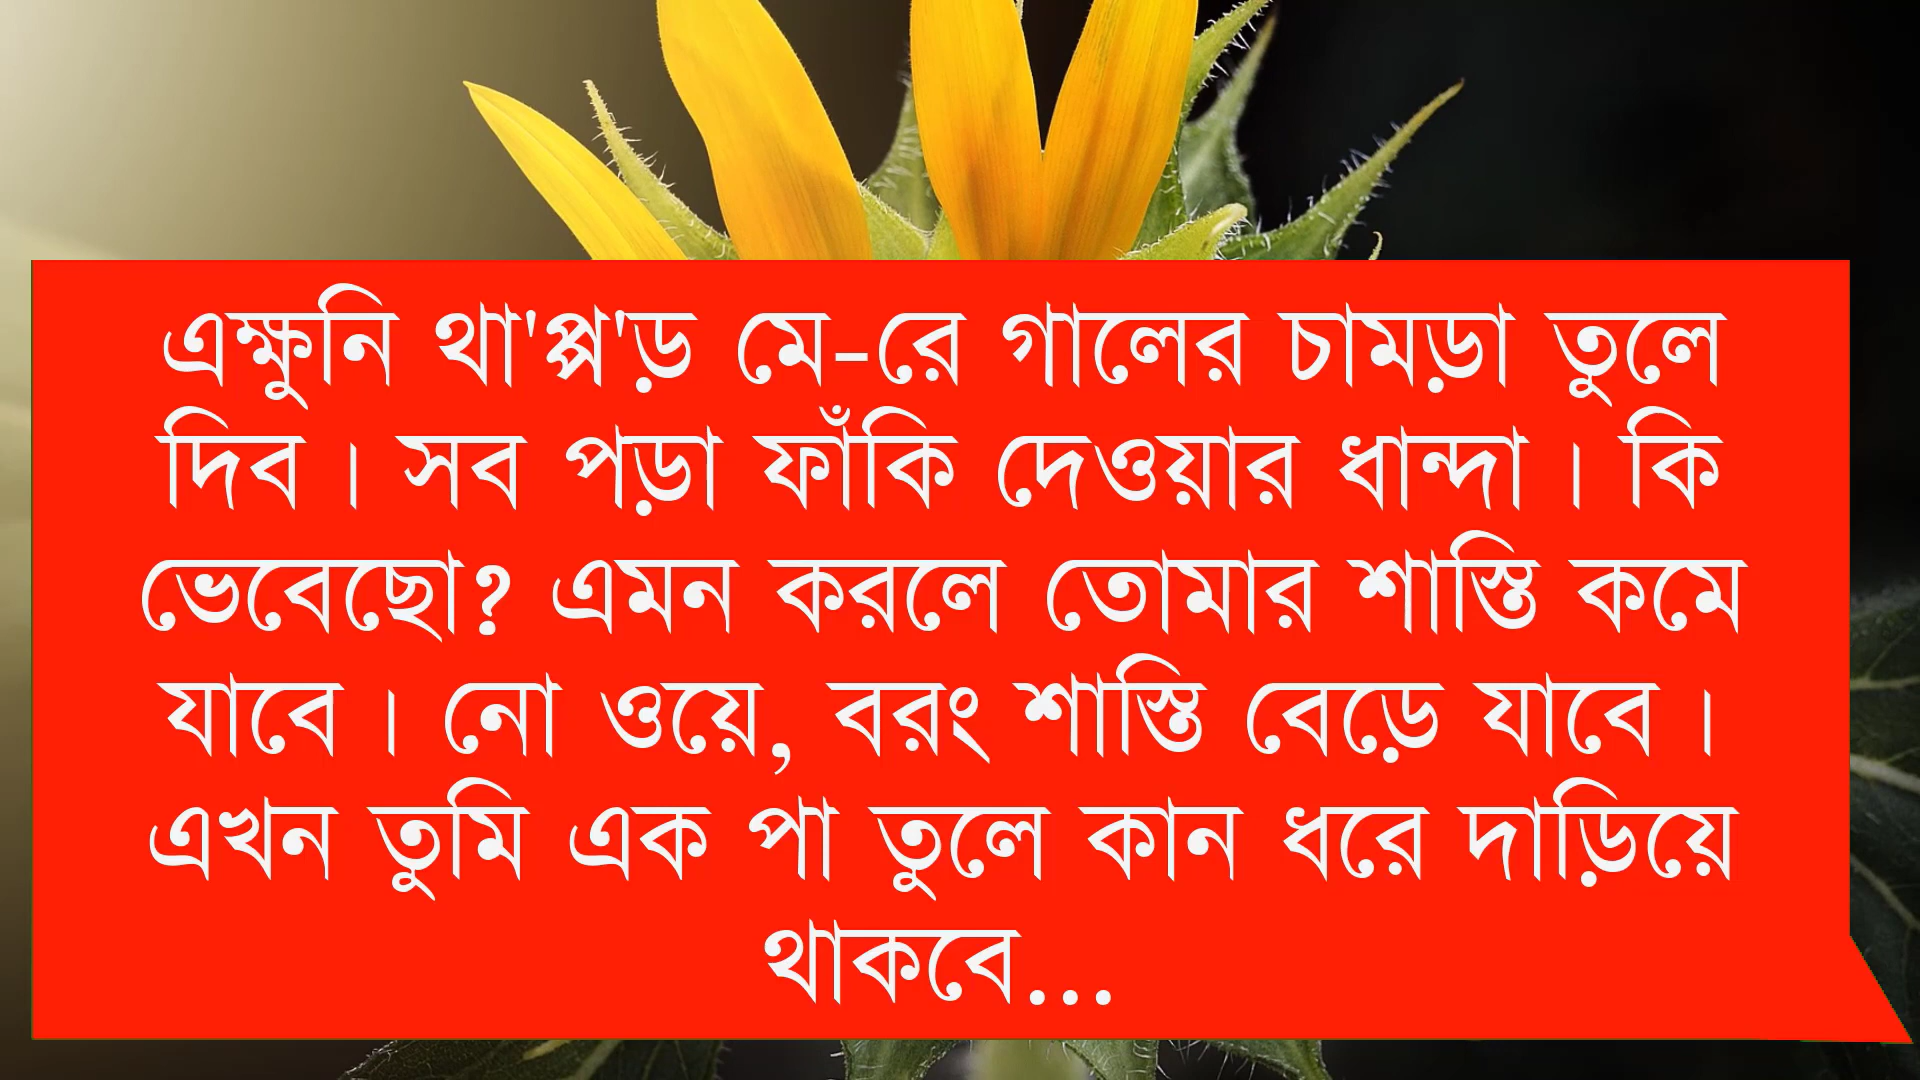 এক্ষুনি থা'প্প'ড় মে-রে গালের চামড়া তুলে
দিব। সব পড়া ফাঁকি দেওয়ার ধান্দা। কি
ভেবেছো? এমন করলে তোমার শাস্তি কমে
যাবে। নো ওয়ে, বরং শাস্তি বেড়ে যাবে।
এখন তুমি এক পা তুলে কান ধরে দাড়িয়ে
থাকবে...